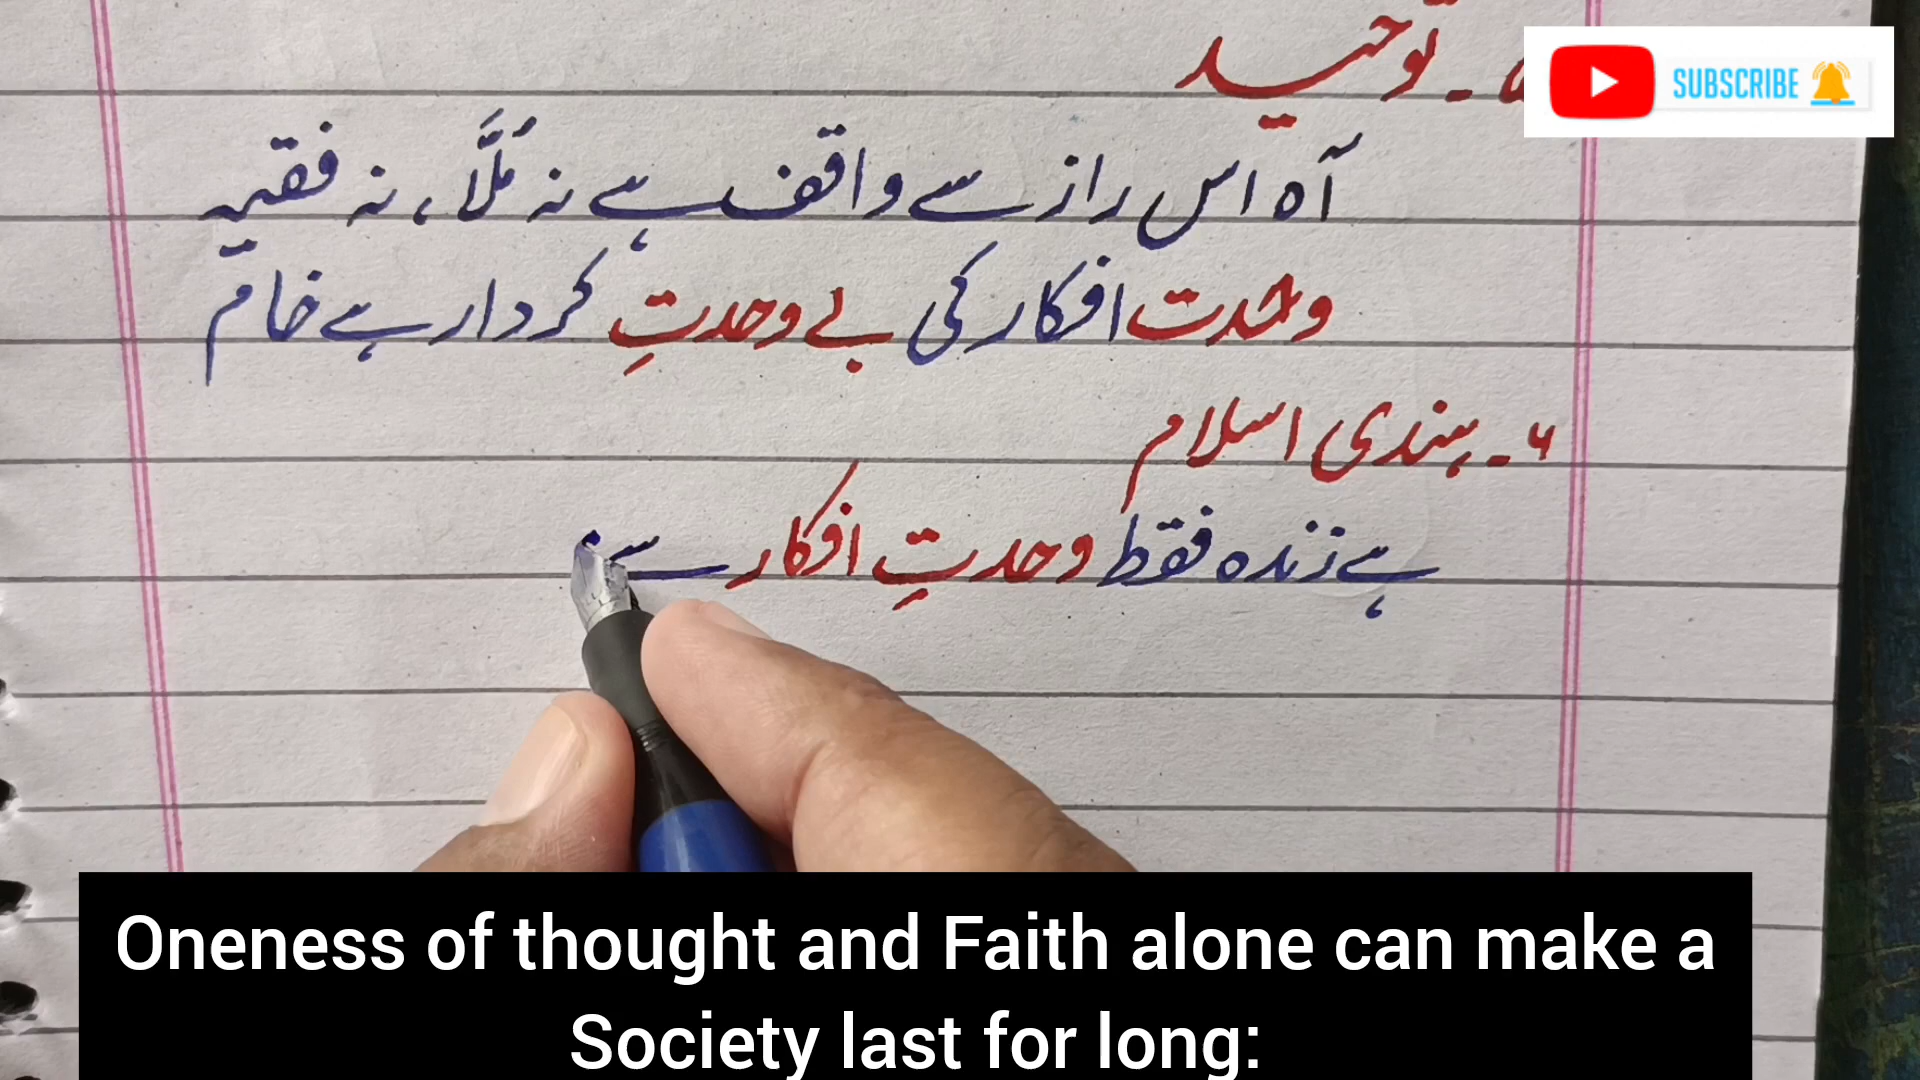 ۔ توحید
SUBSCRIBE
آہ اس راز سے واقف ہے نہ مُلّا، نہ فقیہ
وحدت افکار کی بے وحدتِ کردار ہے خام
۶۔ ہندی اسلام
ہے زندہ فقط وحدتِ افکار سے
Oneness of thought and Faith alone can make a
Society last for long: